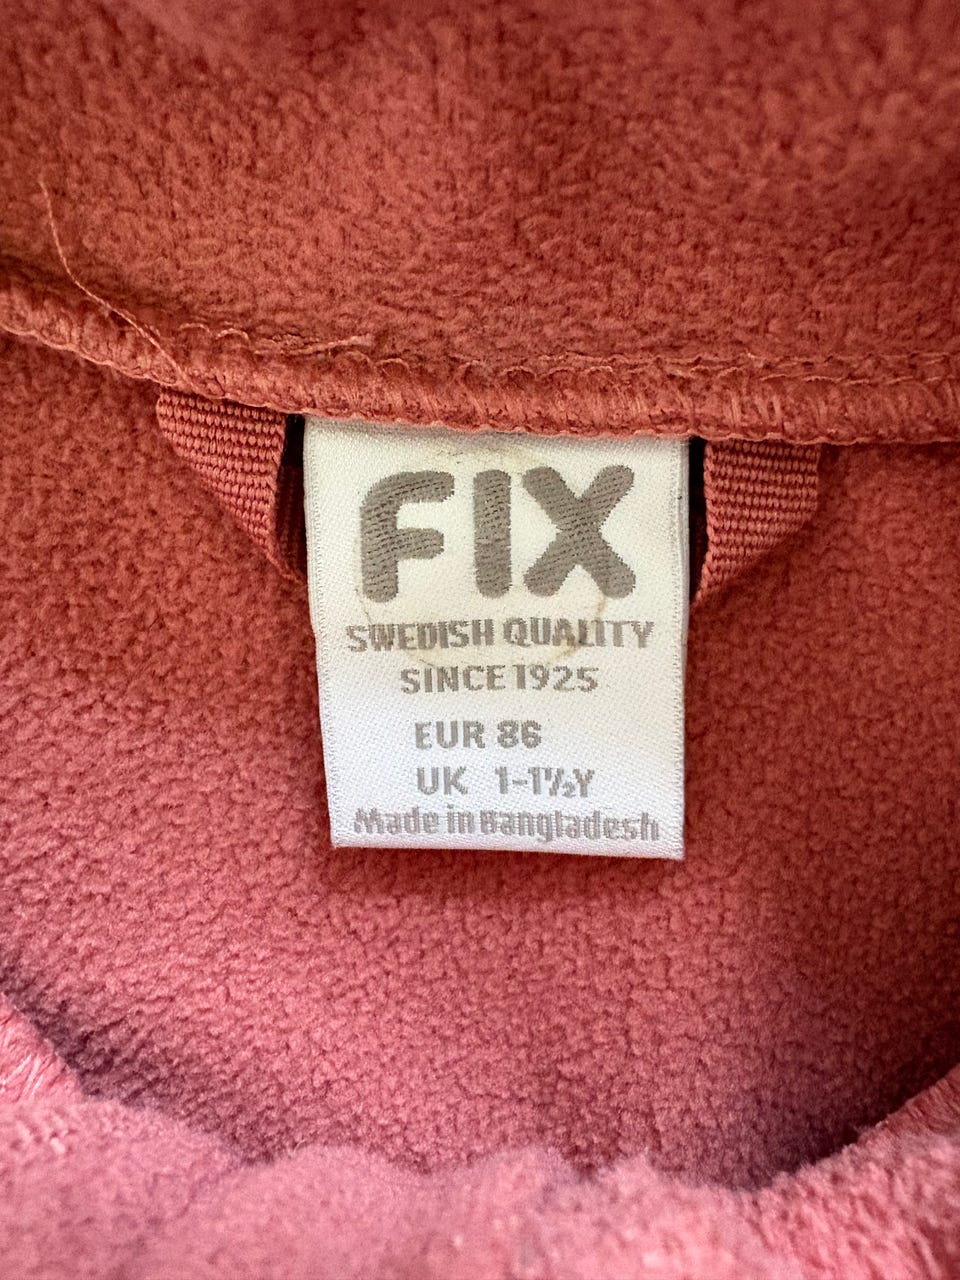 FIX
SWEDISH QUALITY
SINCE 1925
EUR 86
UK 1-1½Y
Made in Bangladesh